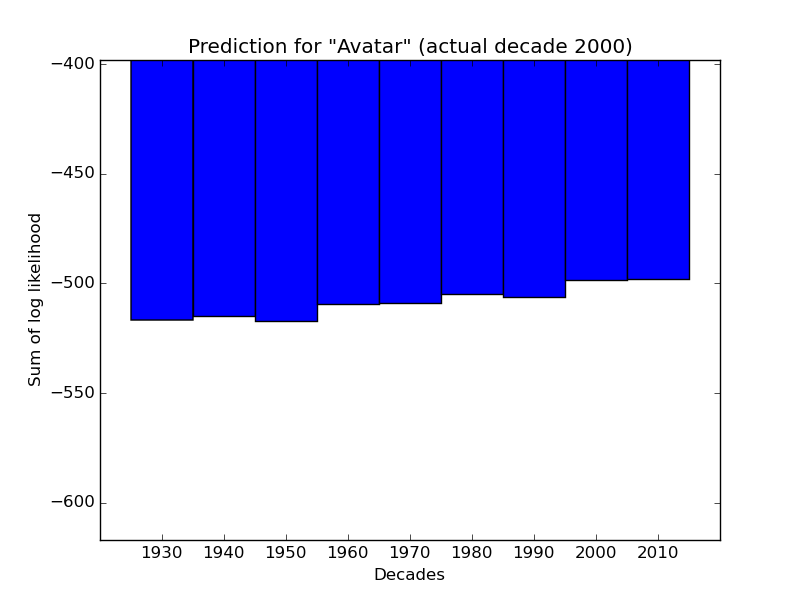 Prediction for "Avatar" (actual decade 2000)
−400
−450
−500
−550
−600
Sum of log likelihood
1930 1940 1950 1960 1970 1980 1990 2000 2010
Decades